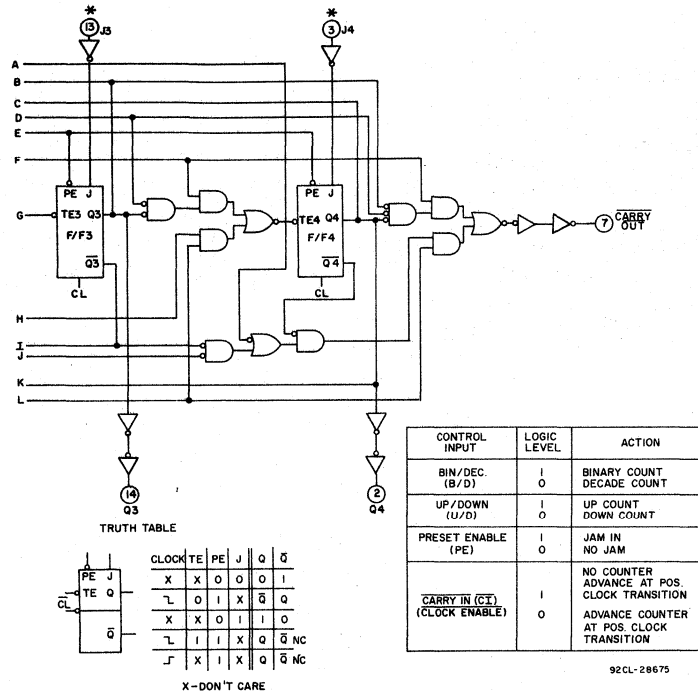 *
*
13 J3
3 J4
A
B
C
D
E
F
PE J
PE J
G
TE3 Q3
TE4 Q4
7 CARRY OUT
F/F3
F/F4
Q3
Q4
CL
CL
H
I
J
K
L
14
Q3
2
Q4
CONTROL INPUT LOGIC LEVEL ACTION
BIN/DEC. (B/D) 1 BINARY COUNT
0 DECADE COUNT
UP/DOWN (U/D) 1 UP COUNT
0 DOWN COUNT
PRESET ENABLE (PE) 1 JAM IN
0 NO JAM
CARRY IN (CI) (CLOCK ENABLE) 1 NO COUNTER ADVANCE AT POS. CLOCK TRANSITION
0 ADVANCE COUNTER AT POS. CLOCK TRANSITION
92CL-28675
TRUTH TABLE
PE J
TE Q
CL
Q̅
CLOCK TE PE J Q Q̅
X X 0 0 0 1
0 1 X Q̅ Q
X X 0 1 1 0
1 1 X Q Q̅ NC
X 1 X Q Q̅ NC
X-DON'T CARE